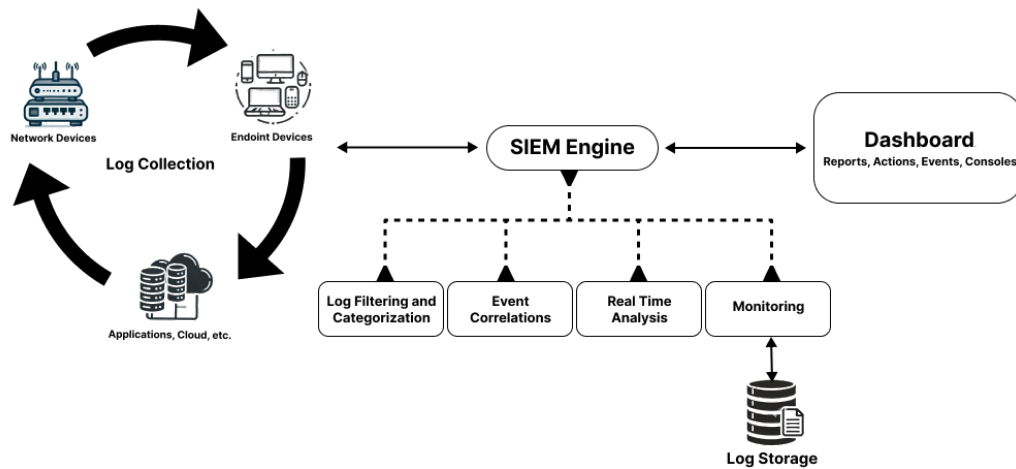 Network Devices
Endoint Devices
Log Collection
Applications, Cloud, etc.
SIEM Engine
Dashboard
Reports, Actions, Events, Consoles
Log Filtering and
Categorization
Event
Correlations
Real Time
Analysis
Monitoring
Log Storage